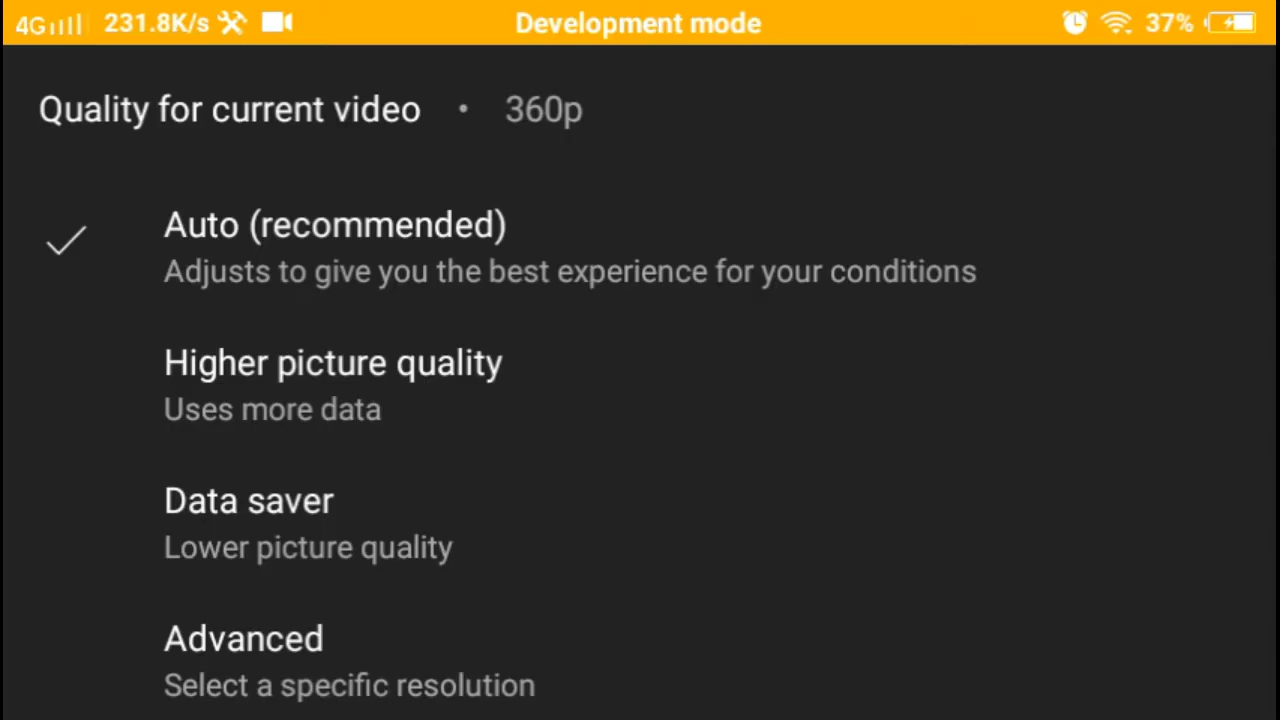 4G 231.8K/s Development mode 37%
Quality for current video • 360p
Auto (recommended)
Adjusts to give you the best experience for your conditions
Higher picture quality
Uses more data
Data saver
Lower picture quality
Advanced
Select a specific resolution